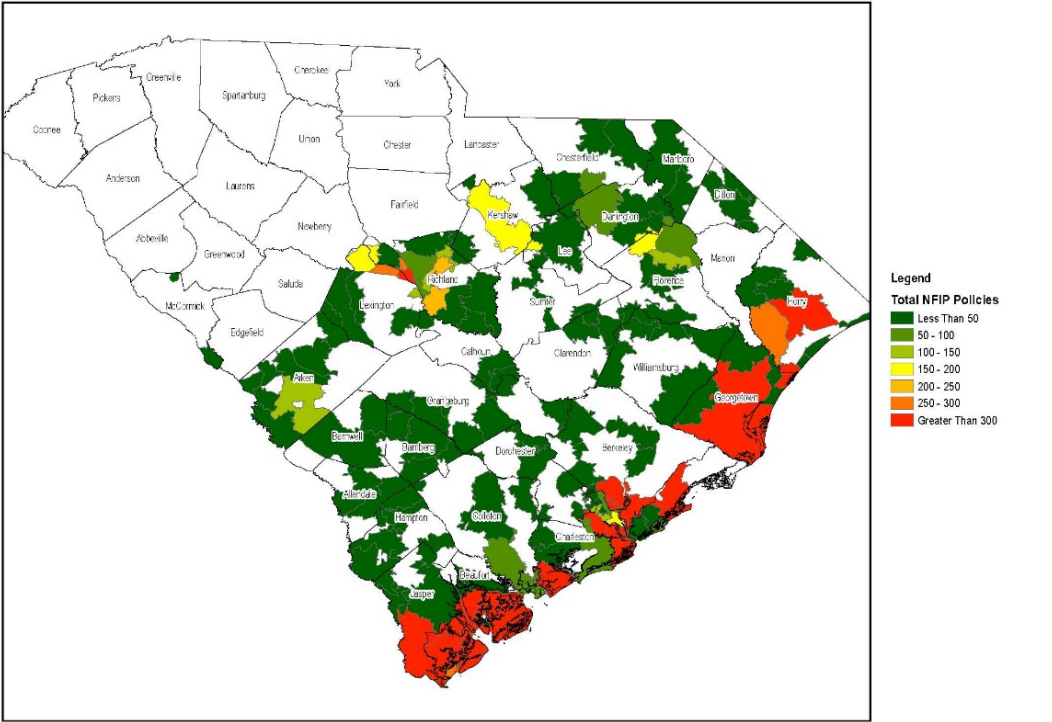 Cherokee
Greenville
York
Pickens
Spartanburg
Oconee
Union
Chester
Lancaster
Chesterfield
Marlboro
Anderson
Laurens
Dillon
Fairfield
Kershaw
Darlington
Newberry
Abbeville
Lee
Greenwood
Marion
Richland
Florence
Saluda
McCormick
Lexington
Sumter
Horry
Edgefield
Calhoun
Clarendon
Williamsburg
Aiken
Orangeburg
Georgetown
Barnwell
Bamberg
Dorchester
Berkeley
Allendale
Hampton
Colleton
Charleston
Beaufort
Jasper
Legend
Total NFIP Policies
Less Than 50
50 - 100
100 - 150
150 - 200
200 - 250
250 - 300
Greater Than 300